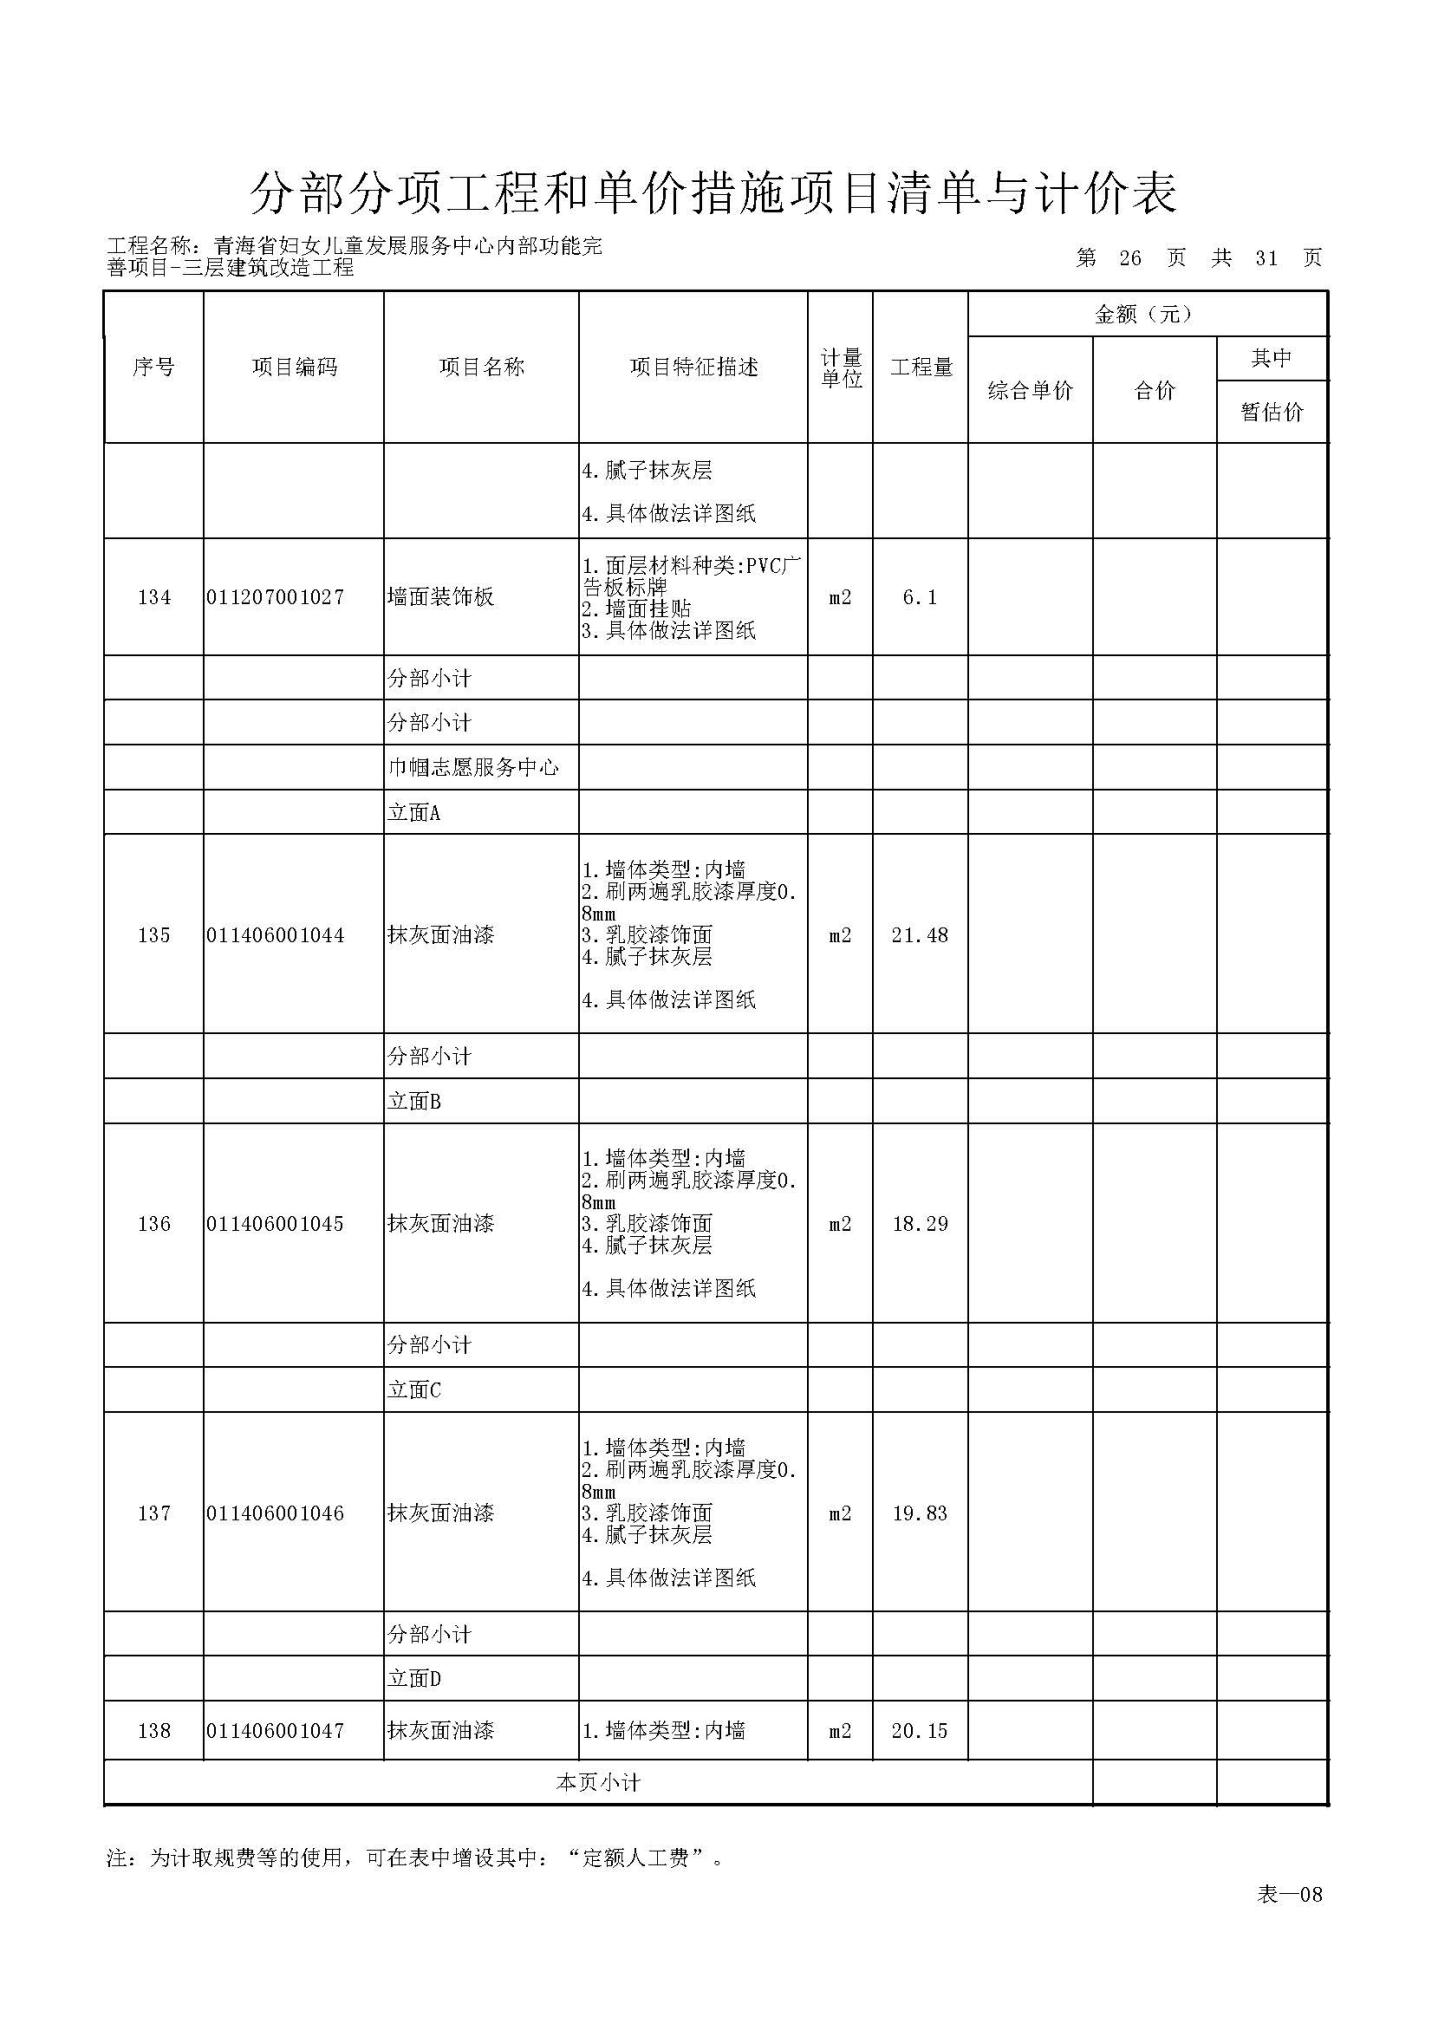 分部分项工程和单价措施项目清单与计价表
工程名称：青海省妇女儿童发展服务中心内部功能完
善项目-三层建筑改造工程
第 26 页 共 31 页
序号 项目编码 项目名称 项目特征描述 计量
单位 工程量 金额（元）
综合单价 合价 其中
暂估价
4.腻子抹灰层
4.具体做法详图纸
134 011207001027 墙面装饰板 1.面层材料种类:PVC广
告板标牌
2.墙面挂贴
3.具体做法详图纸 m2 6.1
分部小计
分部小计
巾帼志愿服务中心
立面A
135 011406001044 抹灰面油漆 1.墙体类型:内墙
2.刷两遍乳胶漆厚度0.
8mm
3.乳胶漆饰面
4.腻子抹灰层
4.具体做法详图纸 m2 21.48
分部小计
立面B
136 011406001045 抹灰面油漆 1.墙体类型:内墙
2.刷两遍乳胶漆厚度0.
8mm
3.乳胶漆饰面
4.腻子抹灰层
4.具体做法详图纸 m2 18.29
分部小计
立面C
137 011406001046 抹灰面油漆 1.墙体类型:内墙
2.刷两遍乳胶漆厚度0.
8mm
3.乳胶漆饰面
4.腻子抹灰层
4.具体做法详图纸 m2 19.83
分部小计
立面D
138 011406001047 抹灰面油漆 1.墙体类型:内墙 m2 20.15
本页小计
注：为计取规费等的使用，可在表中增设其中：“定额人工费”。
表—08